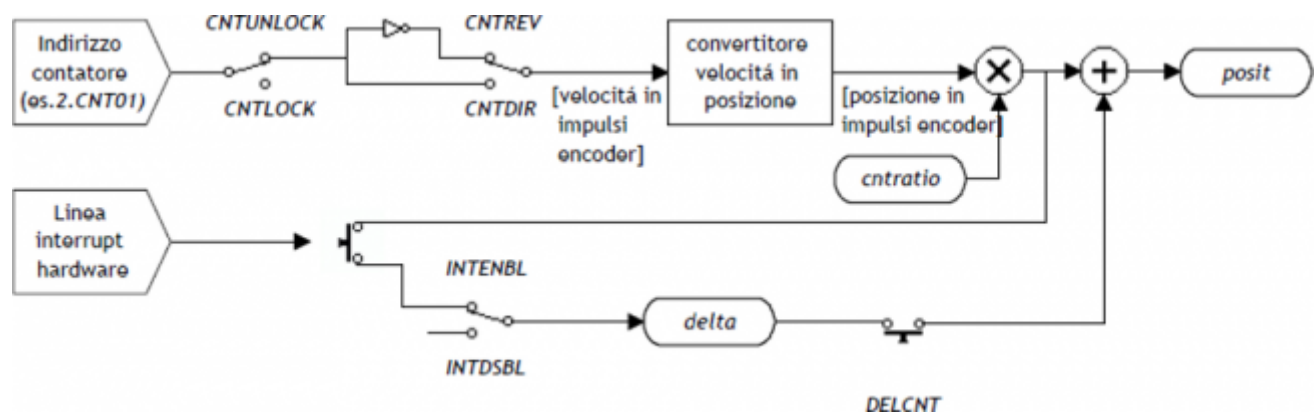 CNTUNLOCK
CNTREV
Indirizzo
contatore
(es.2.CNT01)
CNTLOCK
CNTDIR
[velocitá in
impulsi
encoder]
convertitore
velocitá in
posizione
[posizione in
impulsi encoder]
cntratio
posit
Linea
interrupt
hardware
INTENBL
INTDSBL
delta
DELCNT